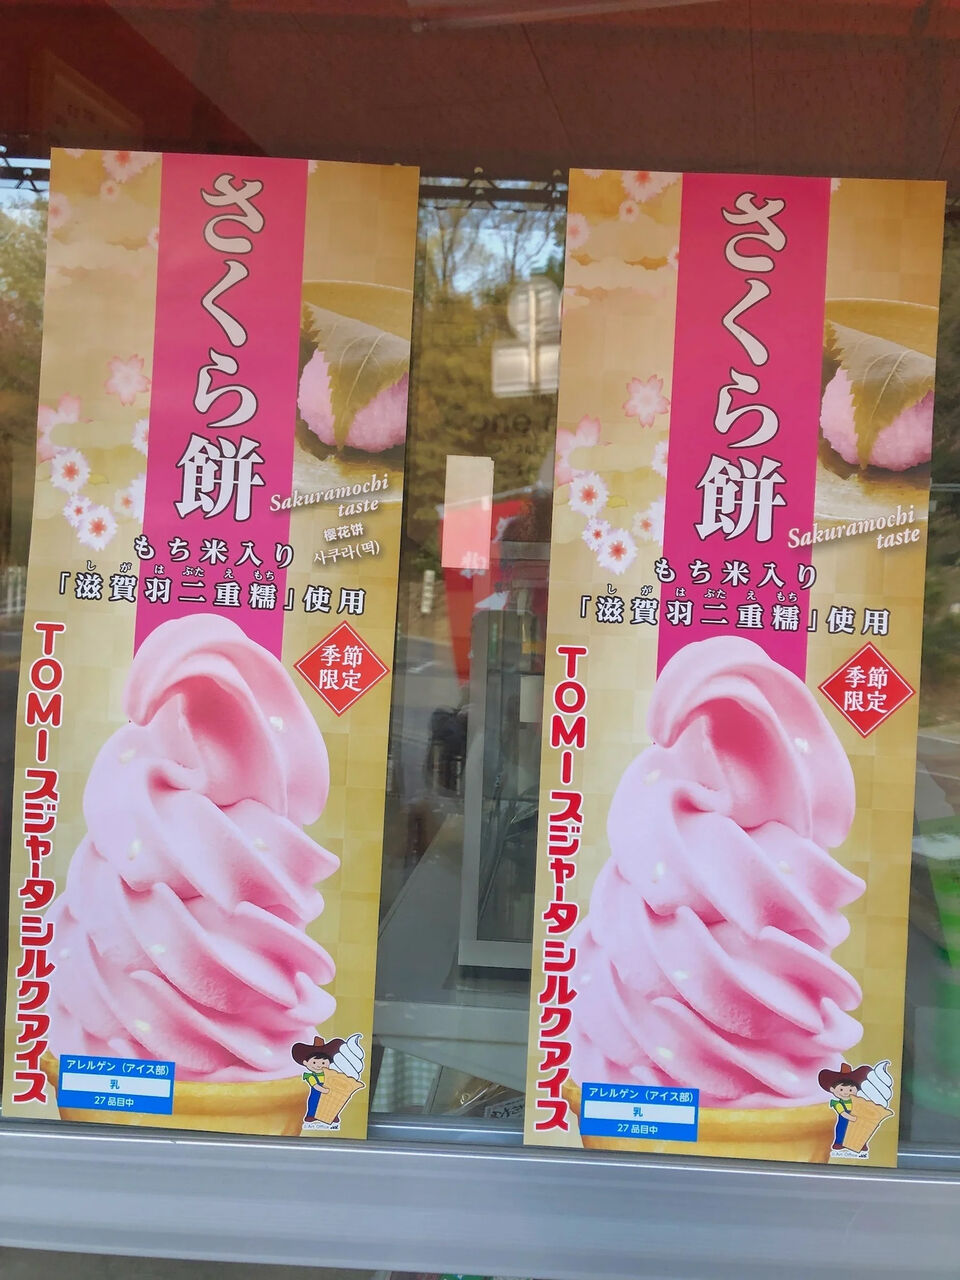 さくら餅
Sakuramochi
taste
樱花饼
사쿠라(떡)
もち米入り
しがはぶたえもち
「滋賀羽二重糯」使用
季節
限定
TOMーズジャータシルクアイス
アレルゲン（アイス部）
乳
27品目中
さくら餅
Sakuramochi
taste
もち米入り
しがはぶたえもち
「滋賀羽二重糯」使用
季節
限定
TOMースジャータシルクアイス
アレルゲン（アイス部）
乳
27品目中